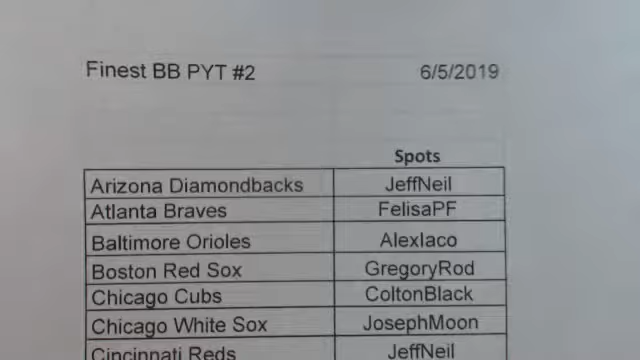 Finest BB PYT #2 6/5/2019
Spots
Arizona Diamondbacks JeffNeil
Atlanta Braves FelisaPF
Baltimore Orioles AlexIaco
Boston Red Sox GregoryRod
Chicago Cubs ColtonBlack
Chicago White Sox JosephMoon
Cincinnati Reds JeffNeil